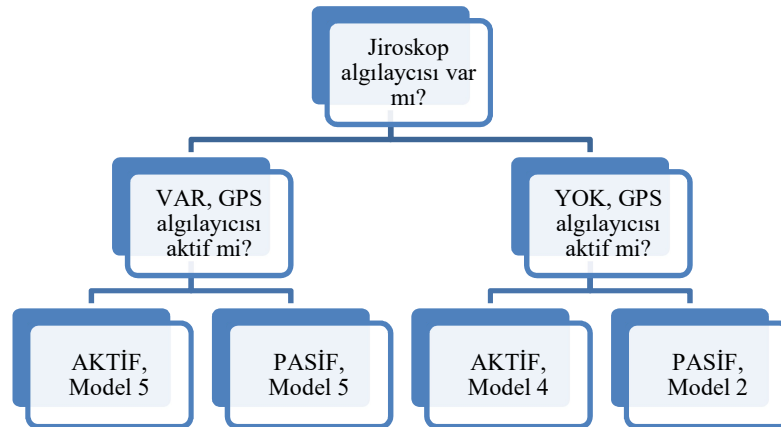 Jiroskop
algılaycısı var
mı?
VAR, GPS
algılayıcısı
aktif mi?
YOK, GPS
algılayıcısı
aktif mi?
AKTİF,
Model 5
PASİF,
Model 5
AKTİF,
Model 4
PASİF,
Model 2